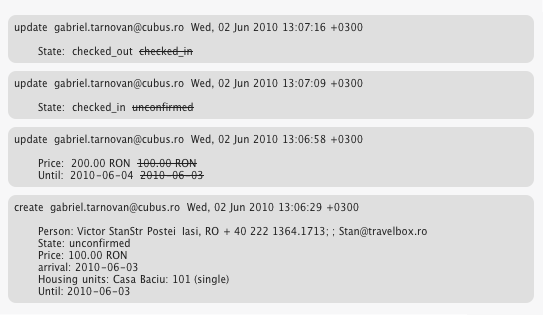 update gabriel.tarnovan@cubus.ro Wed, 02 Jun 2010 13:07:16 +0300
State: checked_out checked_in
update gabriel.tarnovan@cubus.ro Wed, 02 Jun 2010 13:07:09 +0300
State: checked_in unconfirmed
update gabriel.tarnovan@cubus.ro Wed, 02 Jun 2010 13:06:58 +0300
Price: 200.00 RON 100.00 RON
Until: 2010-06-04 2010-06-03
create gabriel.tarnovan@cubus.ro Wed, 02 Jun 2010 13:06:29 +0300
Person: Victor StanStr Postei Iasi, RO + 40 222 1364.1713; ; Stan@travelbox.ro
State: unconfirmed
Price: 100.00 RON
arrival: 2010-06-03
Housing units: Casa Baciu: 101 (single)
Until: 2010-06-03